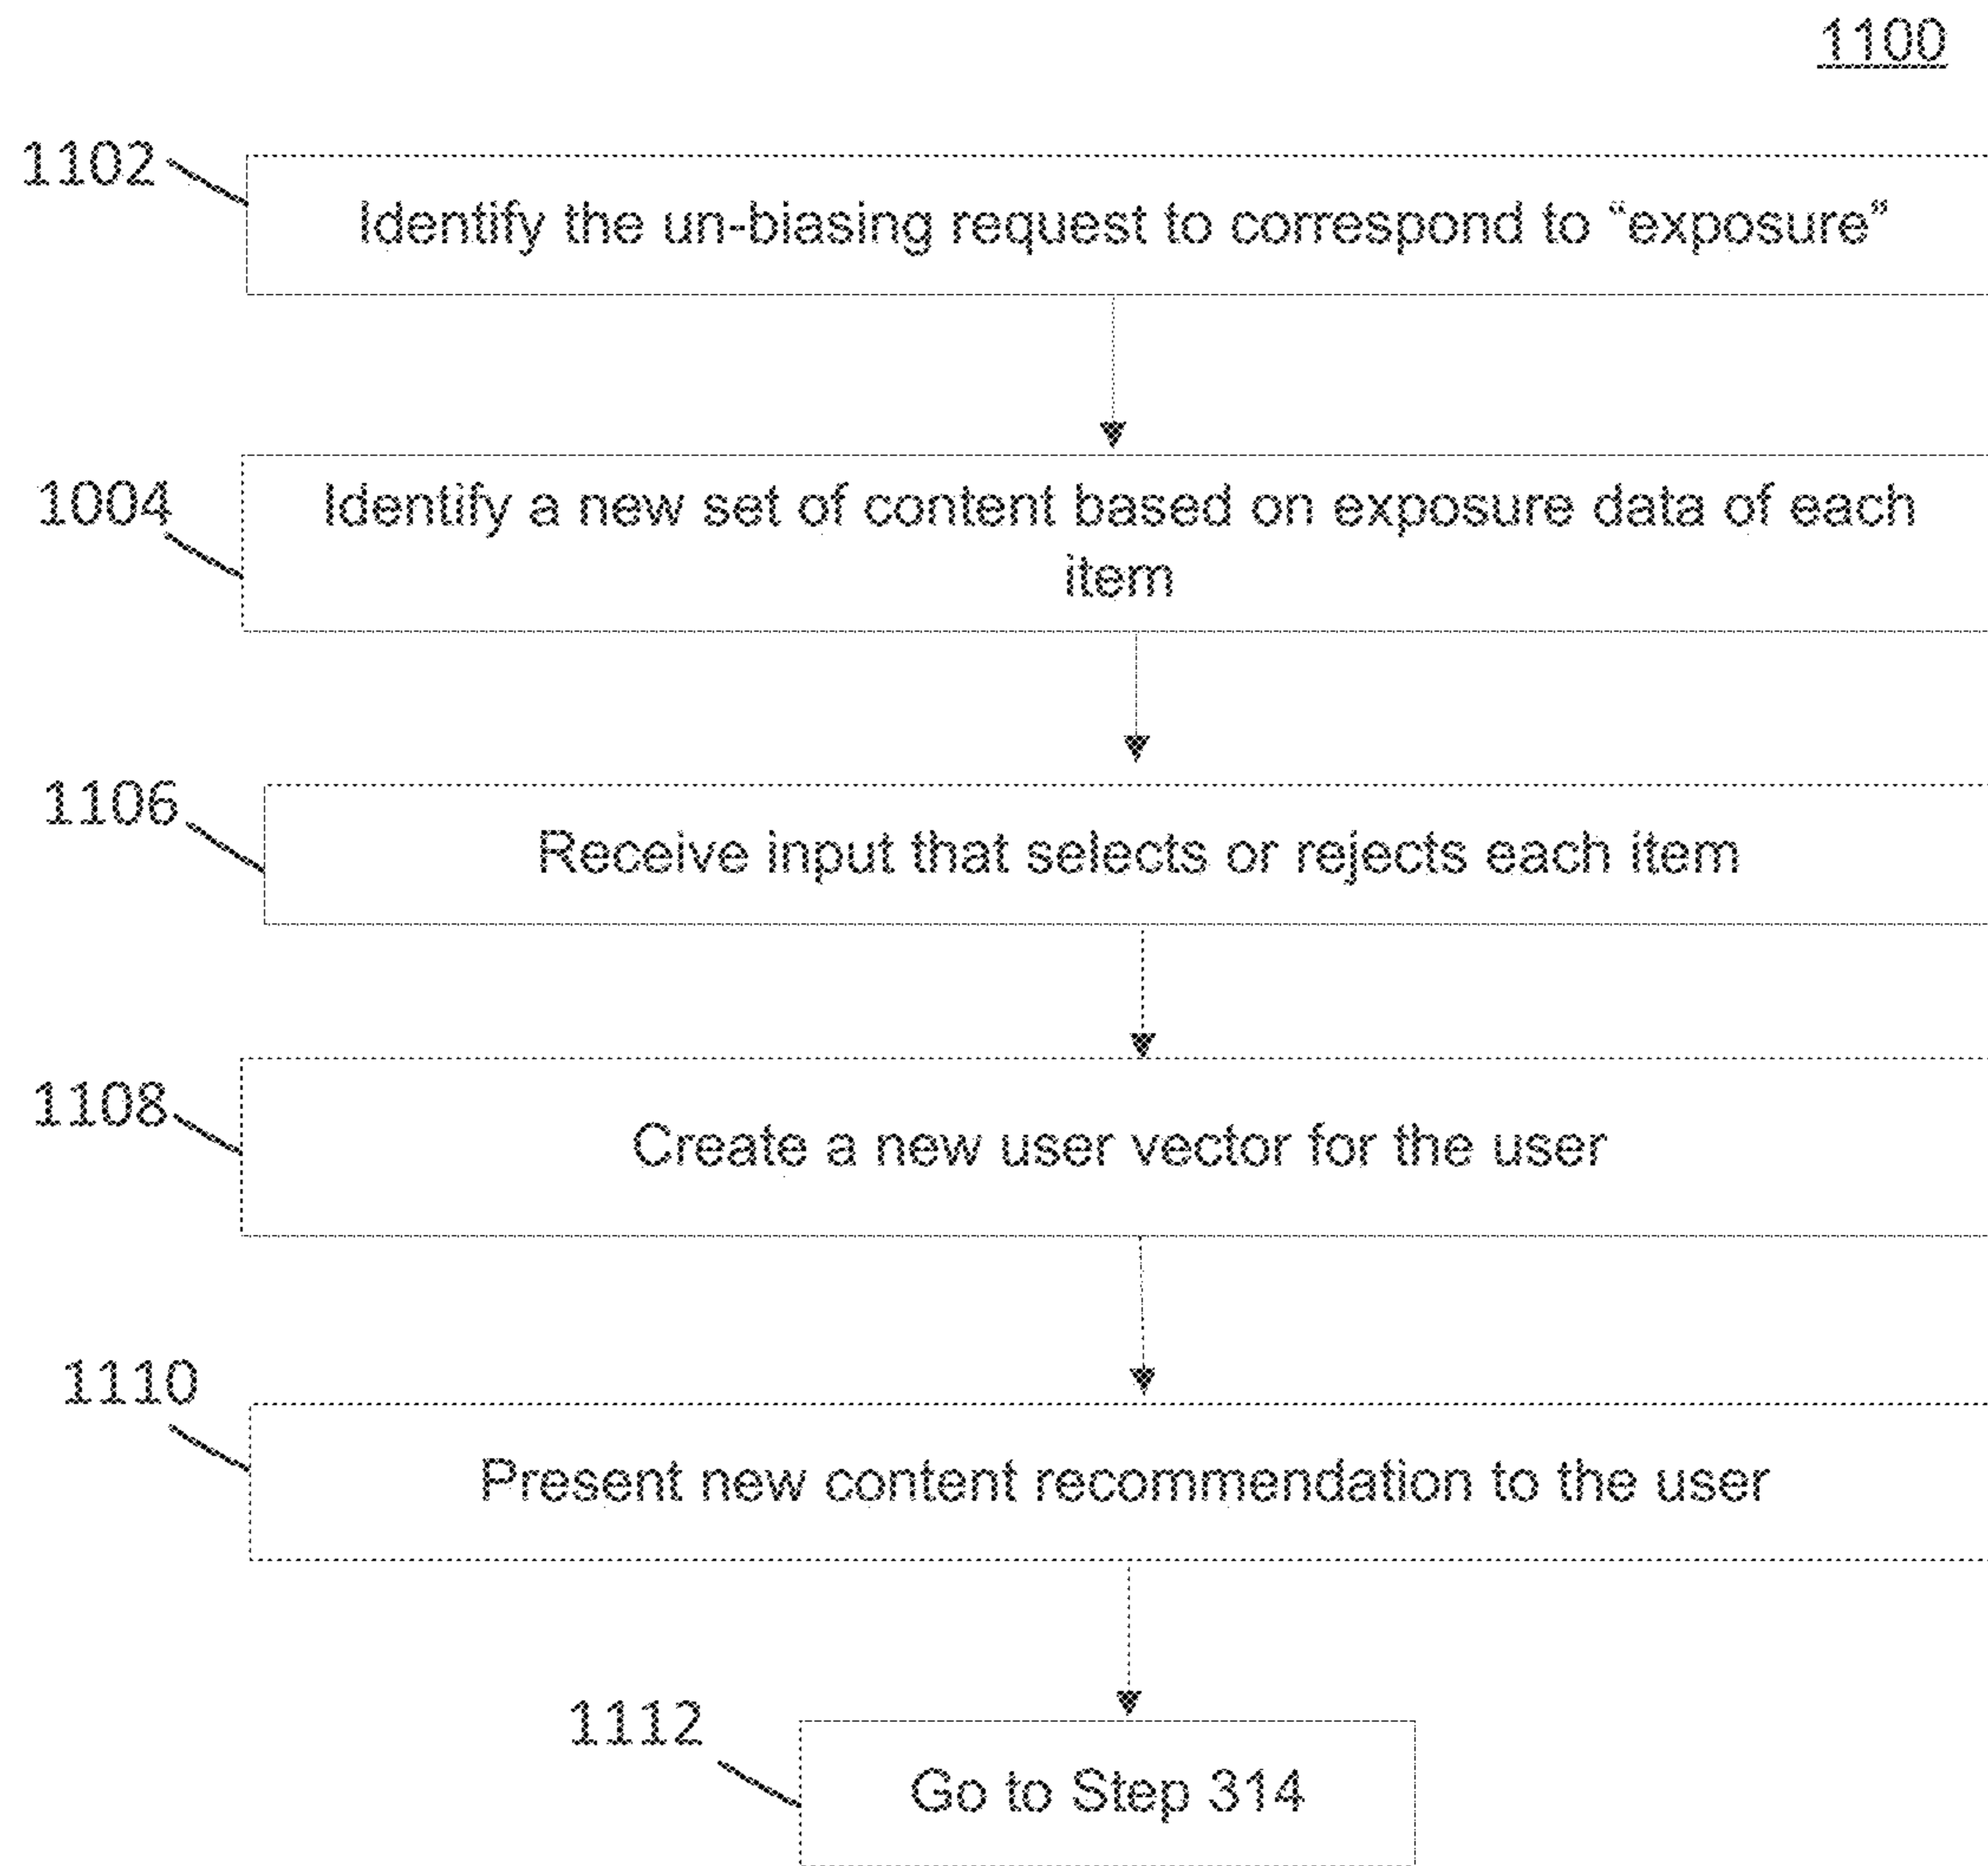 1100
1102
Identify the un-biasing request to correspond to “exposure”
1004
Identify a new set of content based on exposure data of each
item
1106
Receive input that selects or rejects each item
1108
Create a new user vector for the user
1110
Present new content recommendation to the user
1112
Go to Step 314